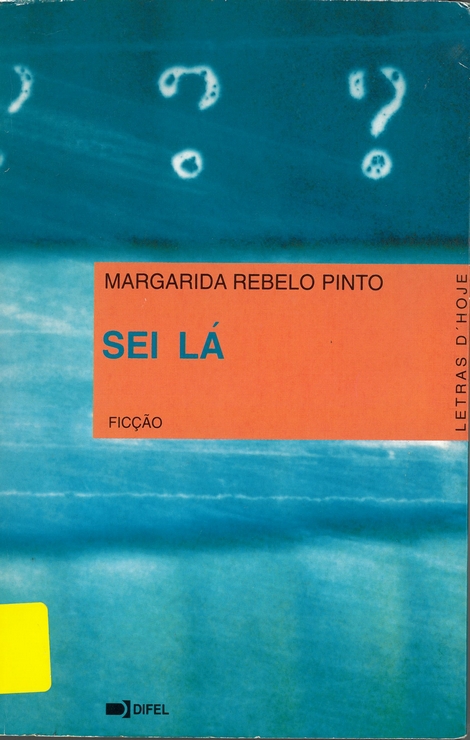 ? ? ?
MARGARIDA REBELO PINTO
SEI LÁ
FICÇÃO
LETRAS D'HOJE
DIFEL